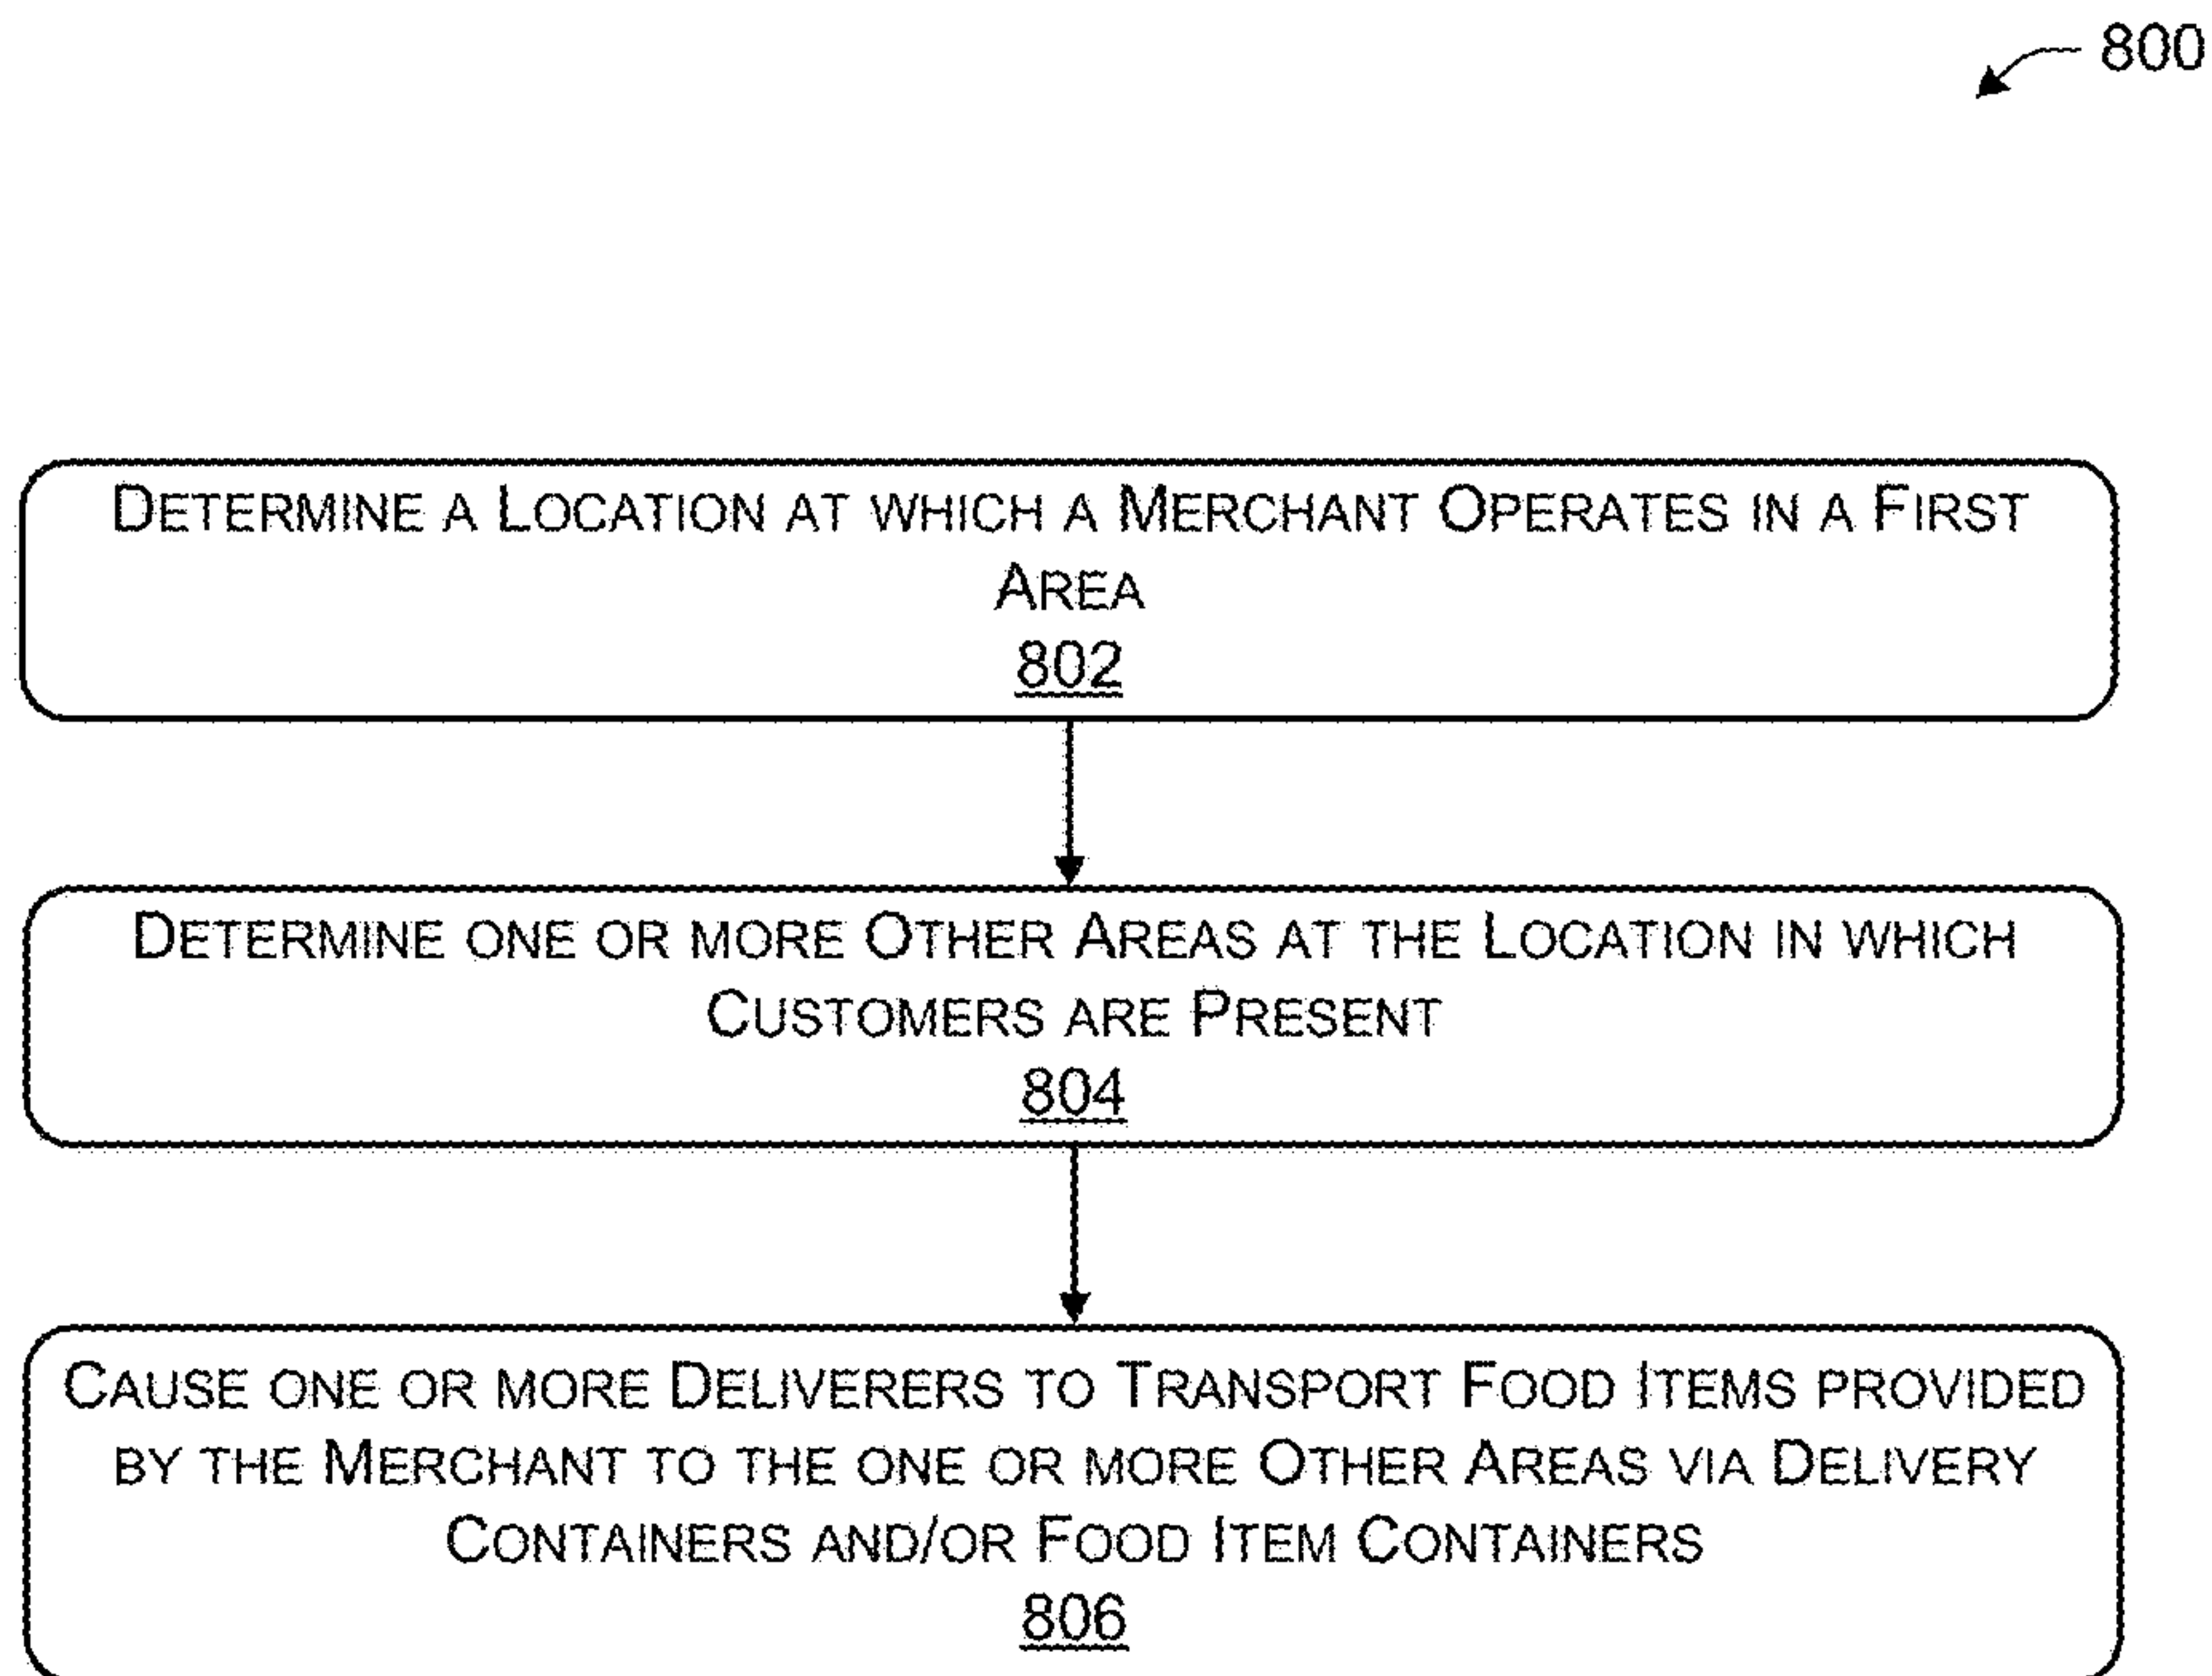 800
DETERMINE A LOCATION AT WHICH A MERCHANT OPERATES IN A FIRST
AREA
802
DETERMINE ONE OR MORE OTHER AREAS AT THE LOCATION IN WHICH
CUSTOMERS ARE PRESENT
804
CAUSE ONE OR MORE DELIVERERS TO TRANSPORT FOOD ITEMS PROVIDED
BY THE MERCHANT TO THE ONE OR MORE OTHER AREAS VIA DELIVERY
CONTAINERS AND/OR FOOD ITEM CONTAINERS
806